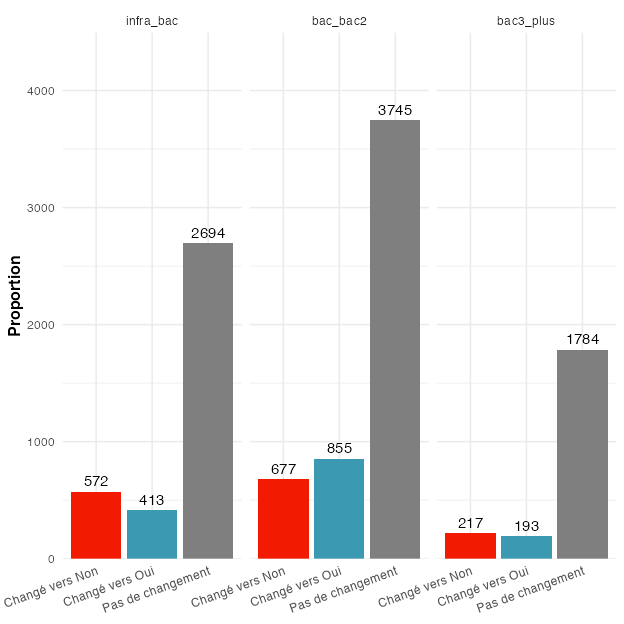 infra_bac bac_bac2 bac3_plus
Proportion
4000
3000
2000
1000
0
572
413
2694
677
855
3745
217
193
1784
Changé vers Non
Changé vers Oui
Pas de changement
Changé vers Non
Changé vers Oui
Pas de changement
Changé vers Non
Changé vers Oui
Pas de changement